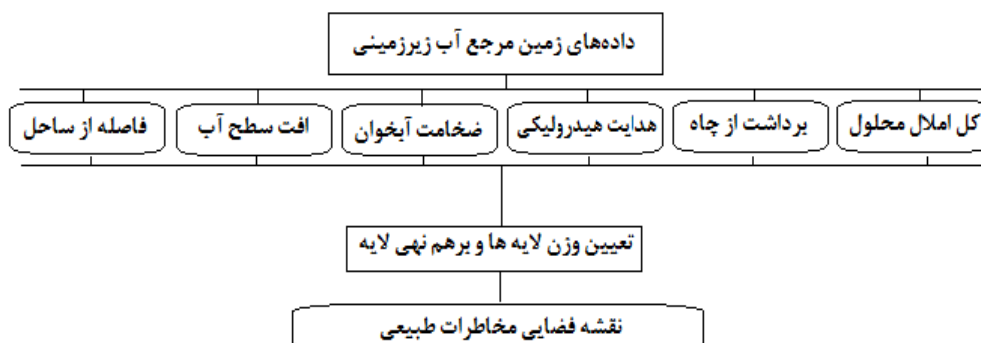 داده‌های زمین مرجع آب زیرزمینی
کل املال محلول
برداشت از چاه
هدایت هیدرولیکی
ضخامت آبخوان
افت سطح آب
فاصله از ساحل
تعیین وزن لایه ها و برهم نهی لایه
نقشه فضایی مخاطرات طبیعی